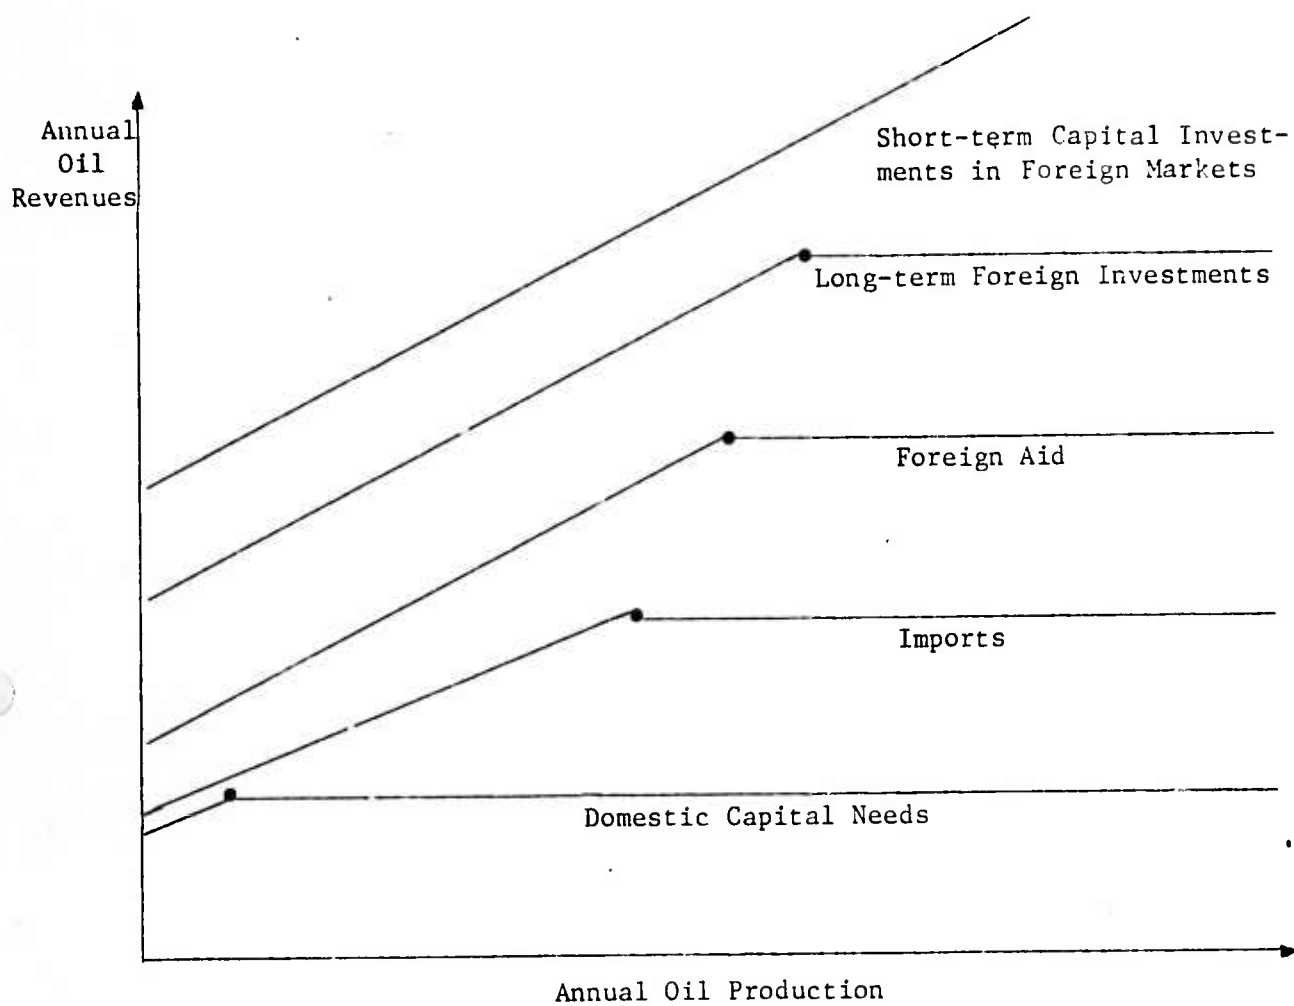 Annual
Oil
Revenues
Short-term Capital Invest-
ments in Foreign Markets
Long-term Foreign Investments
Foreign Aid
Imports
Domestic Capital Needs
Annual Oil Production